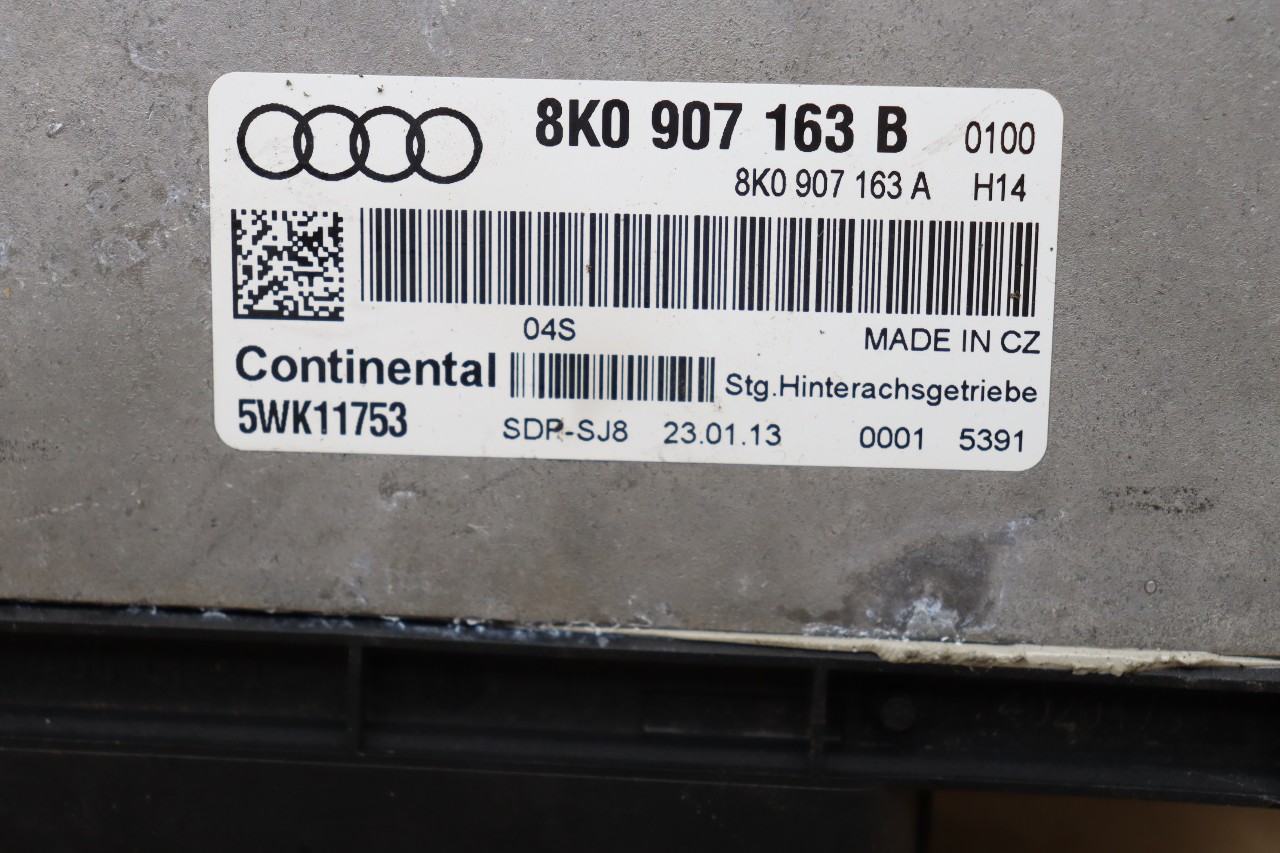 8K0 907 163 B 0100
8K0 907 163 A H14
04S
MADE IN CZ
Continental
Stg.Hinterachsgetriebe
5WK11753
SDP-SJ8 23.01.13 0001 5391